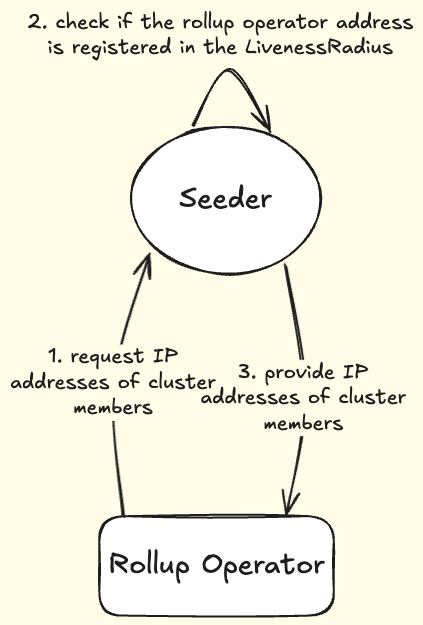 2. check if the rollup operator address
is registered in the LivenessRadius
Seeder
1. request IP
addresses of cluster
members
3. provide IP
addresses of cluster
members
Rollup Operator